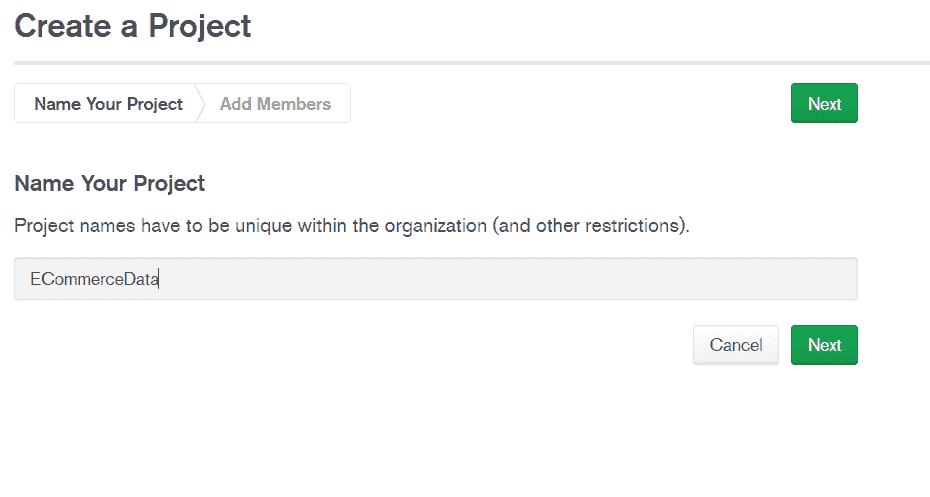 Create a Project
Name Your Project Add Members Next
Name Your Project
Project names have to be unique within the organization (and other restrictions).
ECommerceData
Cancel Next